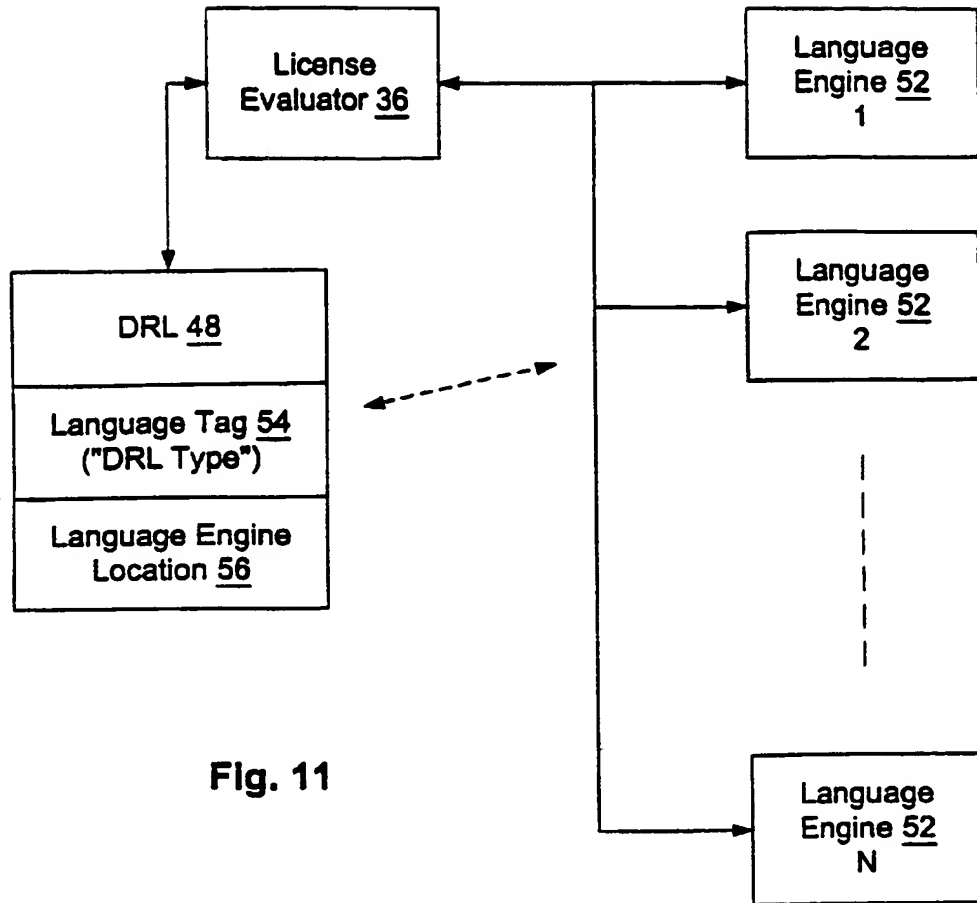 License
Evaluator 36
Language
Engine 52
1
Language
Engine 52
2
DRL 48
Language Tag 54
("DRL Type")
Language Engine
Location 56
Language
Engine 52
N
Fig. 11